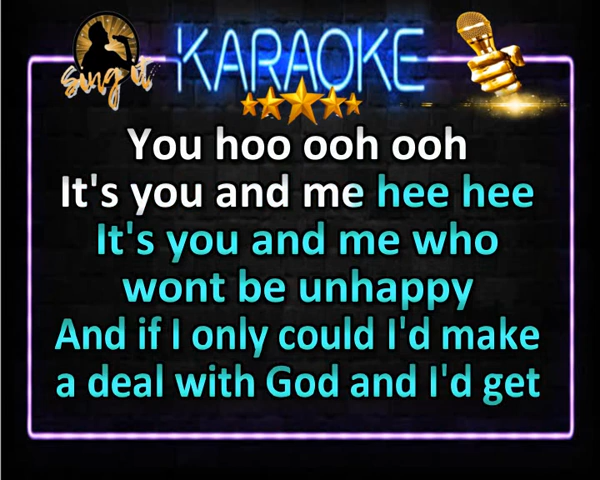 Sing it
KARAOKE
You hoo ooh ooh
It's you and me hee hee
It's you and me who
wont be unhappy
And if I only could I'd make
a deal with God and I'd get